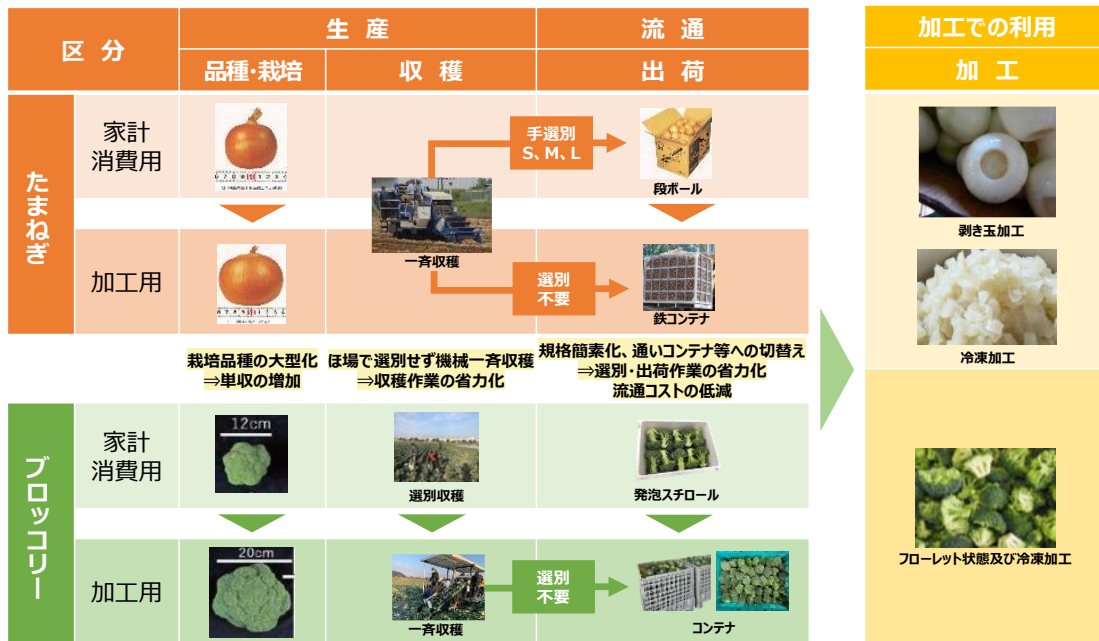 区 分
生 産
流 通
加工での利用
品種・栽培
収 穫
出 荷
加 工
たまねぎ
家計
消費用
手選別
S、M、L
段ボール
一斉収穫
加工用
選別
不要
鉄コンテナ
剥き玉加工
冷凍加工
栽培品種の大型化
⇒単収の増加
ほ場で選別せず機械一斉収穫
⇒収穫作業の省力化
規格簡素化、通いコンテナ等への切替え
⇒選別・出荷作業の省力化
流通コストの低減
ブロッコリー
家計
消費用
12cm
選別収穫
発泡スチロール
加工用
20cm
一斉収穫
選別
不要
コンテナ
フローレット状態及び冷凍加工